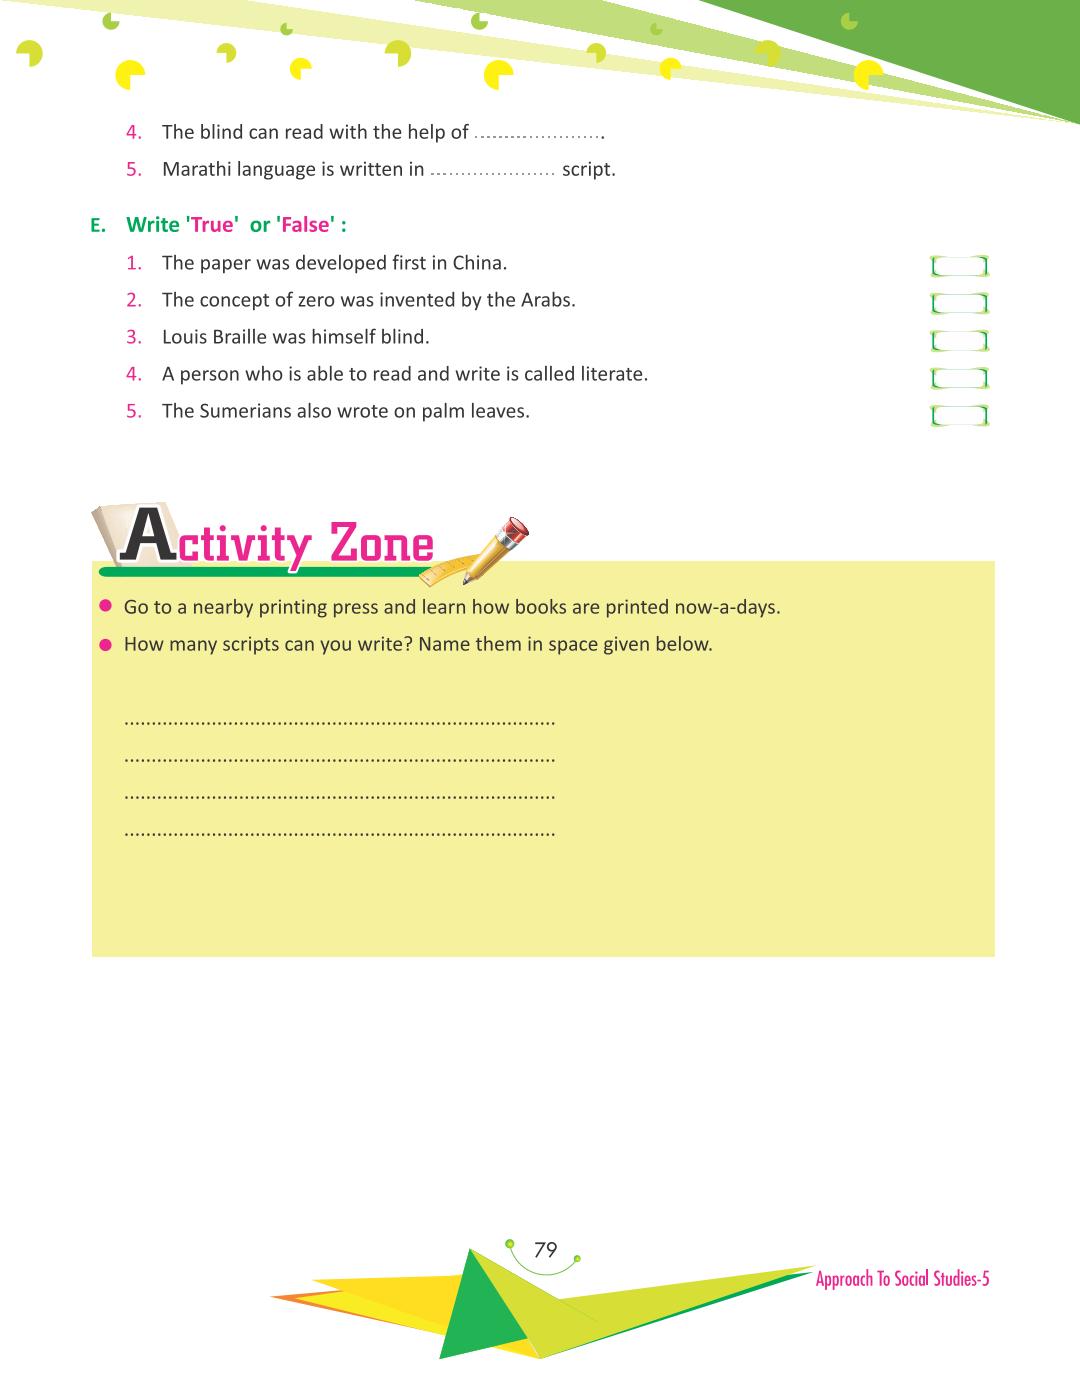 4. The blind can read with the help of .....................
5. Marathi language is written in .................... script.
E. Write 'True' or 'False' :
1. The paper was developed first in China.
2. The concept of zero was invented by the Arabs.
3. Louis Braille was himself blind.
4. A person who is able to read and write is called literate.
5. The Sumerians also wrote on palm leaves.
Activity Zone
● Go to a nearby printing press and learn how books are printed now-a-days.
● How many scripts can you write? Name them in space given below.
...............................................................................
...............................................................................
...............................................................................
...............................................................................
79
Approach To Social Studies-5